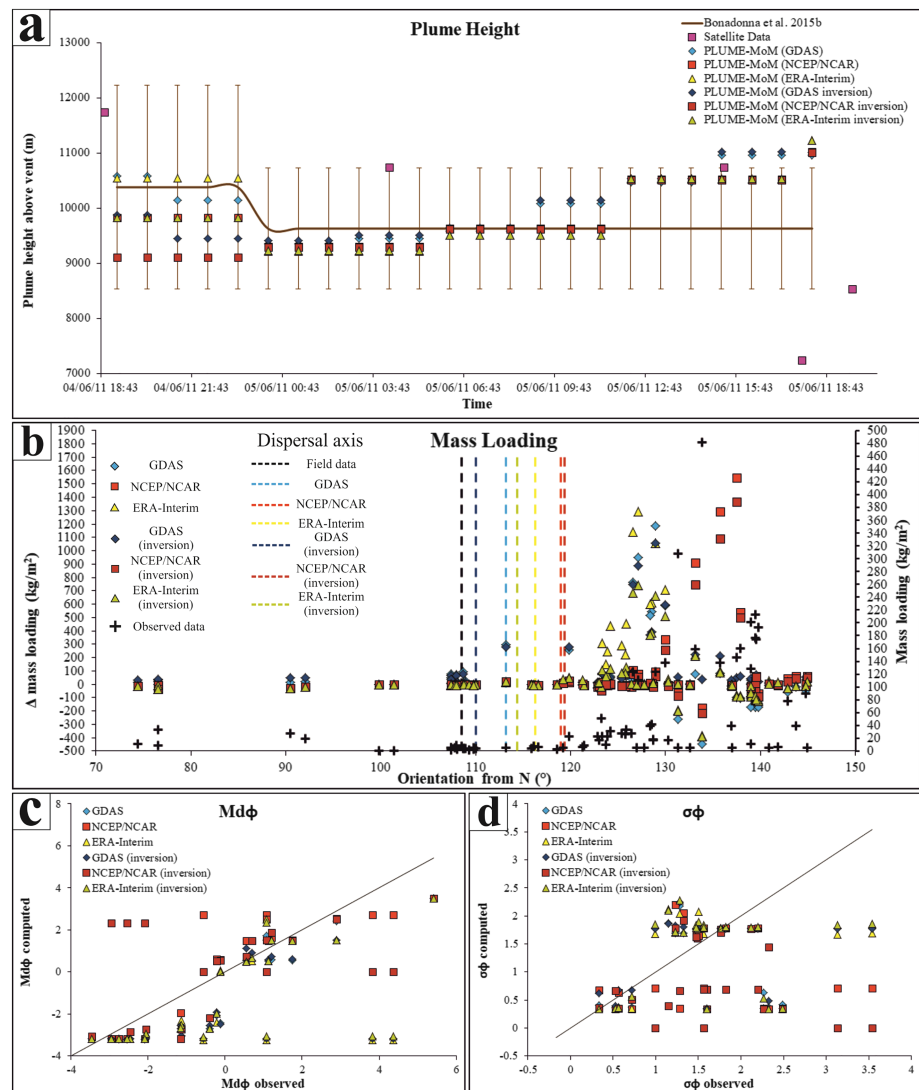 a
Plume Height
Bonadonna et al. 2015b
Satellite Data
PLUME-MoM (GDAS)
PLUME-MoM (NCEP/NCAR)
PLUME-MoM (ERA-Interim)
PLUME-MoM (GDAS inversion)
PLUME-MoM (NCEP/NCAR inversion)
PLUME-MoM (ERA-Interim inversion)
Plume height above vent (m)
13000
12000
11000
10000
9000
8000
7000
04/06/11 18:43 04/06/11 21:43 05/06/11 00:43 05/06/11 03:43 05/06/11 06:43 05/06/11 09:43 05/06/11 12:43 05/06/11 15:43 05/06/11 18:43
Time
b
Mass Loading
Dispersal axis
GDAS
NCEP/NCAR
ERA-Interim
GDAS
(inversion)
NCEP/NCAR
(inversion)
ERA-Interim
(inversion)
Observed data
Field data
GDAS
NCEP/NCAR
ERA-Interim
GDAS
(inversion)
NCEP/NCAR
(inversion)
ERA-Interim
(inversion)
Δ mass loading (kg/m²)
1900
1800
1700
1600
1500
1400
1300
1200
1100
1000
900
800
700
600
500
400
300
200
100
0
-100
-200
-300
-400
-500
Mass loading (kg/m²)
500
480
460
440
420
400
380
360
340
320
300
280
260
240
220
200
180
160
140
120
100
80
60
40
20
0
70 80 90 100 110 120 130 140 150
Orientation from N (°)
c
Mdϕ
GDAS
NCEP/NCAR
ERA-Interim
GDAS (inversion)
NCEP/NCAR (inversion)
ERA-Interim (inversion)
Mdϕ computed
4
2
0
-2
-4
-4 -2 0 2 4 6
Mdϕ observed
d
σϕ
GDAS
NCEP/NCAR
ERA-Interim
GDAS (inversion)
NCEP/NCAR (inversion)
ERA-Interim (inversion)
σϕ computed
4
3.5
3
2.5
2
1.5
1
0.5
0
-0.5
-0.5 0 0.5 1 1.5 2 2.5 3 3.5 4
σϕ observed